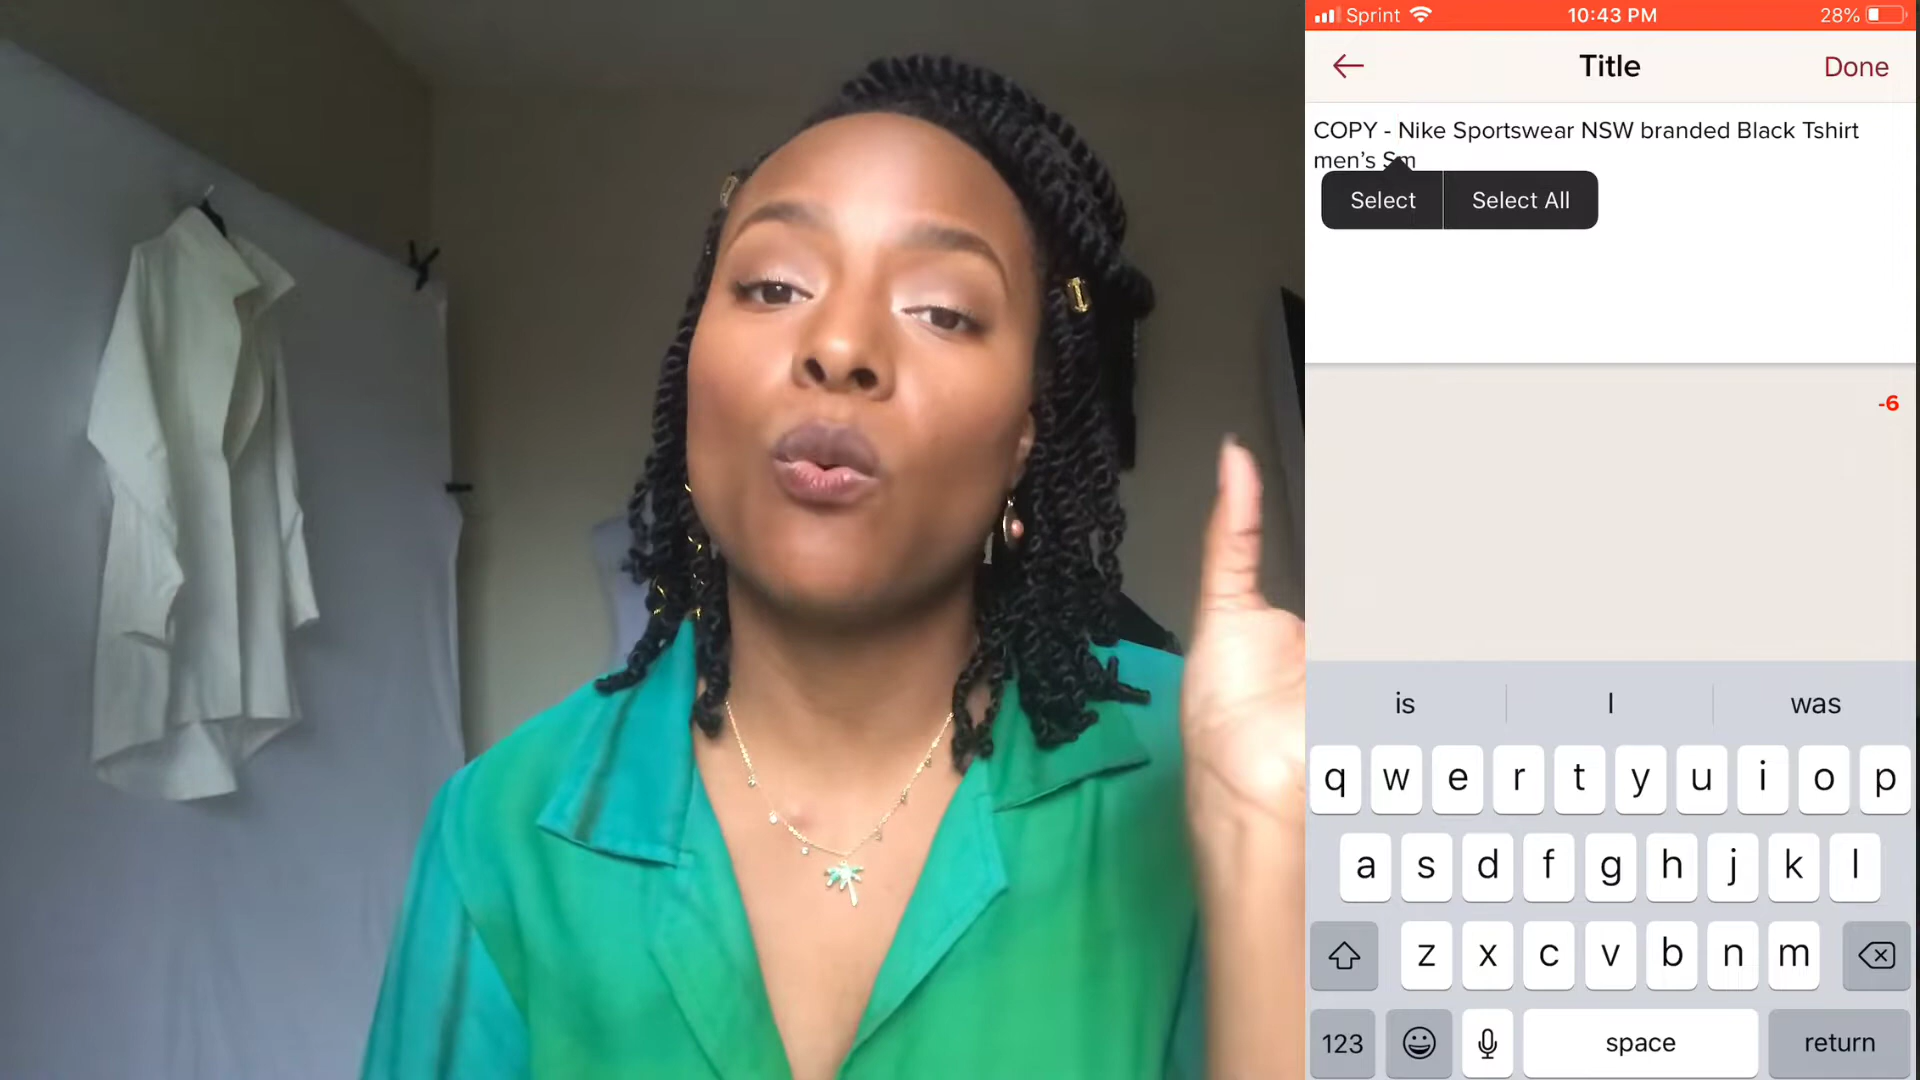 Sprint 10:43 PM 28%
Title Done
COPY - Nike Sportswear NSW branded Black Tshirt
men’s Sm
Select Select All
-6
is I was
q w e r t y u i o p
a s d f g h j k l
z x c v b n m
123 space return